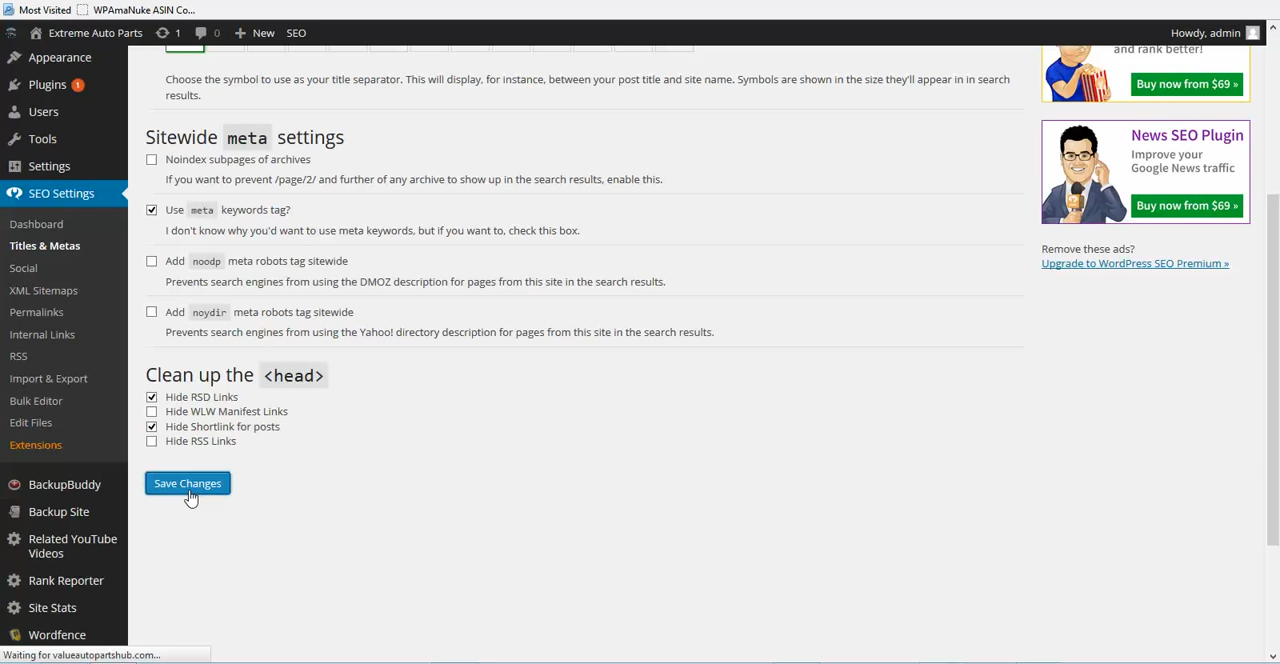 Most Visited WPAmaNuke ASIN Co...
Extreme Auto Parts 1 0 New SEO Howdy, admin
Appearance
Plugins 1
Users
Tools
Settings
SEO Settings
Dashboard
Titles & Metas
Social
XML Sitemaps
Permalinks
Internal Links
RSS
Import & Export
Bulk Editor
Edit Files
Extensions
BackupBuddy
Backup Site
Related YouTube
Videos
Rank Reporter
Site Stats
Wordfence
Waiting for valueautopartshub.com...
Choose the symbol to use as your title separator. This will display, for instance, between your post title and site name. Symbols are shown in the size they'll appear in in search
results.
Sitewide meta settings
Noindex subpages of archives
If you want to prevent /page/2/ and further of any archive to show up in the search results, enable this.
Use meta keywords tag?
I don't know why you'd want to use meta keywords, but if you want to, check this box.
Add noodp meta robots tag sitewide
Prevents search engines from using the DMOZ description for pages from this site in the search results.
Add noydir meta robots tag sitewide
Prevents search engines from using the Yahoo! directory description for pages from this site in the search results.
Clean up the <head>
Hide RSD Links
Hide WLW Manifest Links
Hide Shortlink for posts
Hide RSS Links
Save Changes
and rank better!
Buy now from $69 »
News SEO Plugin
Improve your
Google News traffic
Buy now from $69 »
Remove these ads?
Upgrade to WordPress SEO Premium »